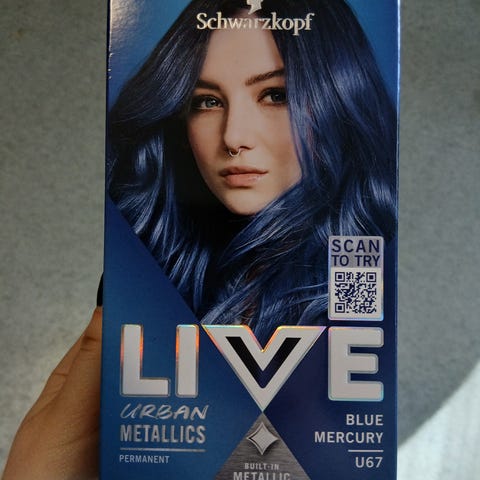 Schwarzkopf
SCAN
TO TRY
LIVE
URBAN
METALLICS
PERMANENT
BLUE
MERCURY
U67
BUILT-IN
METALLIC